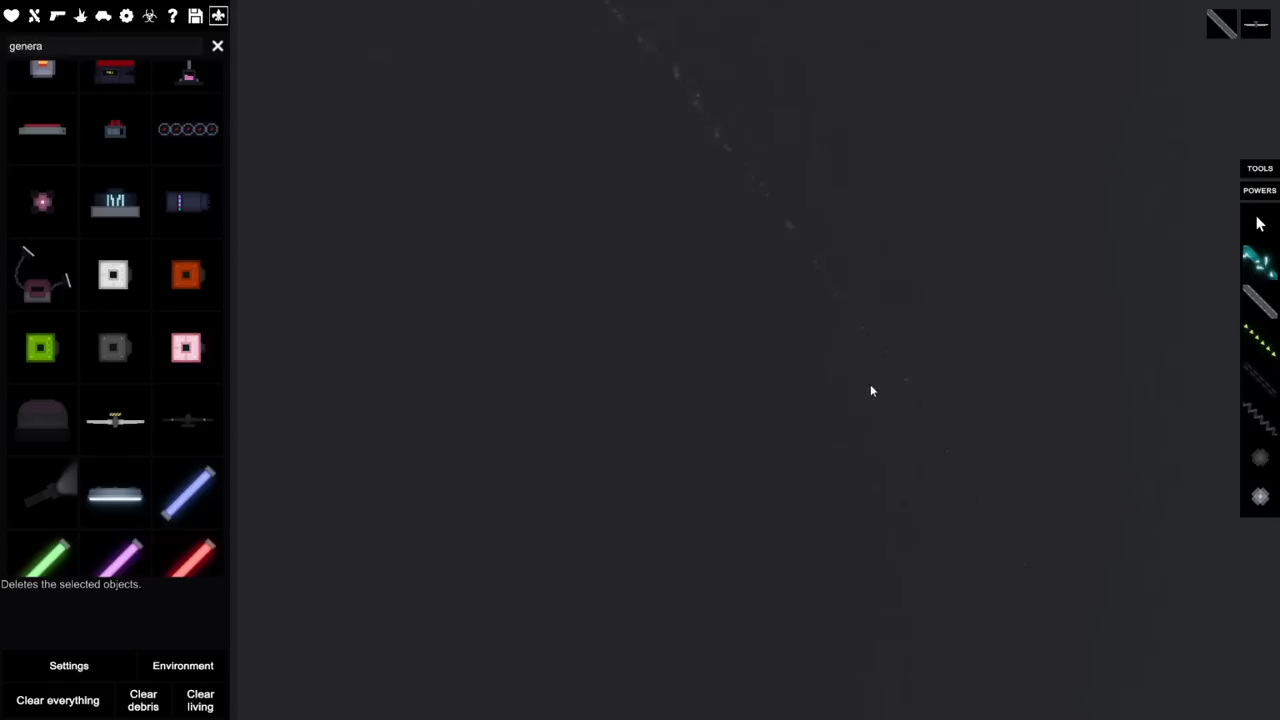 genera
TOOLS
POWERS
Deletes the selected objects.
Settings
Environment
Clear everything
Clear
debris
Clear
living